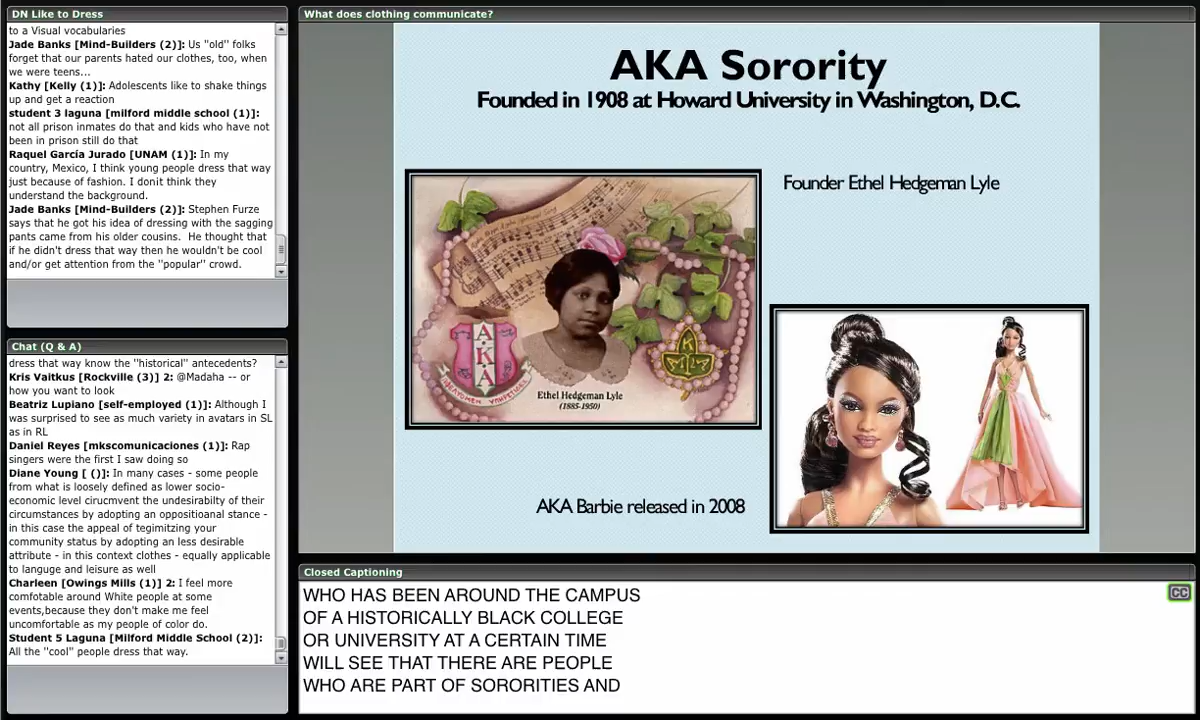 DN Like to Dress
to a Visual vocabularies
Jade Banks [Mind-Builders (2)]: Us "old" folks
forget that our parents hated our clothes, too, when
we were teens...
Kathy [Kelly (1)]: Adolescents like to shake things
up and get a reaction
student 3 laguna [milford middle school (1)]:
not all prison inmates do that and kids who have not
been in prison still do that
Raquel García Jurado [UNAM (1)]: In my
country, Mexico, I think young people dress that way
just because of fashion. I donit think they
understand the background.
Jade Banks [Mind-Builders (2)]: Stephen Furze
says that he got his idea of dressing with the sagging
pants came from his older cousins.  He thought that
if he didn't dress that way then he wouldn't be cool
and/or get attention from the "popular" crowd.
Chat (Q & A)
dress that way know the "historical" antecedents?
Kris Vaitkus [Rockville (3)] 2: @Madaha -- or
how you want to look
Beatriz Lupiano [self-employed (1)]: Although I
was surprised to see as much variety in avatars in SL
as in RL
Daniel Reyes [mkscomunicaciones (1)]: Rap
singers were the first I saw doing so
Diane Young [ ()]: In many cases - some people
from what is loosely defined as lower socio-
economic level cirucmvent the undesirabilty of their
circumstances by adopting an oppositioanal stance -
in this case the appeal of tegimitzing your
community status by adopting an less desirable
attribute - in this context clothes - equally applicable
to languge and leisure as well
Charleen [Owings Mills (1)] 2: I feel more
comfotable around White people at some
events,because they don't make me feel
uncomfortable as my people of color do.
Student 5 Laguna [Milford Middle School (2)]:
All the "cool" people dress that way.
What does clothing communicate?
AKA Sorority
Founded in 1908 at Howard University in Washington, D.C.
Founder Ethel Hedgeman Lyle
A
K
A
K
Ethel Hedgeman Lyle
(1885-1950)
AKA Barbie released in 2008
Closed Captioning
CC
WHO HAS BEEN AROUND THE CAMPUS
OF A HISTORICALLY BLACK COLLEGE
OR UNIVERSITY AT A CERTAIN TIME
WILL SEE THAT THERE ARE PEOPLE
WHO ARE PART OF SORORITIES AND